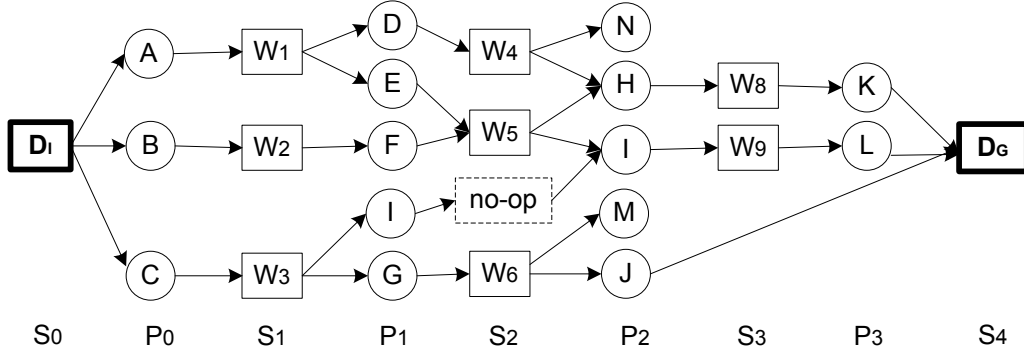 D N
A W1 W4
E H W8 K
DI B W2 F W5 I W9 L DG
I no-op M
C W3 G W6 J
S0 P0 S1 P1 S2 P2 S3 P3 S4